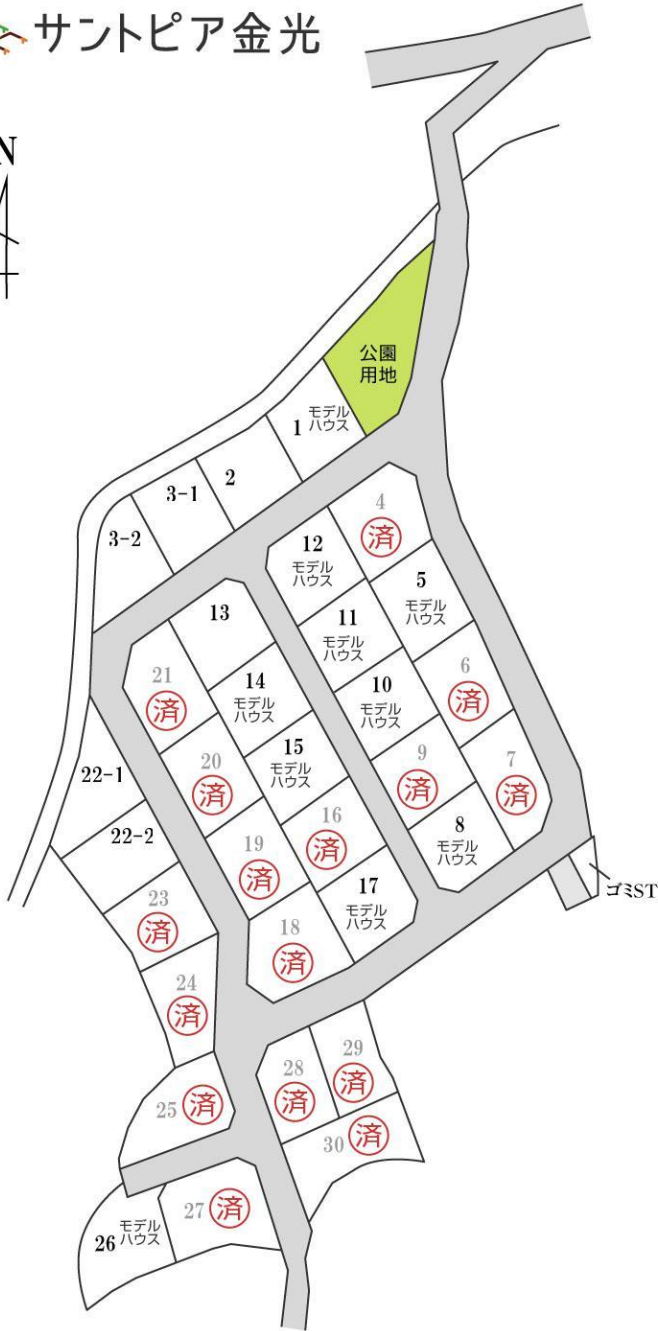 サントピア金光
N
公園
用地
1
モデル
ハウス
2
3-1
3-2
4
済
12
モデル
ハウス
5
モデル
ハウス
11
モデル
ハウス
13
6
済
21
済
14
モデル
ハウス
10
モデル
ハウス
7
済
9
済
20
済
15
モデル
ハウス
22-1
16
済
8
モデル
ハウス
22-2
19
済
17
モデル
ハウス
ゴミST
23
済
18
済
24
済
29
済
28
済
25
済
30
済
27
済
26
モデル
ハウス